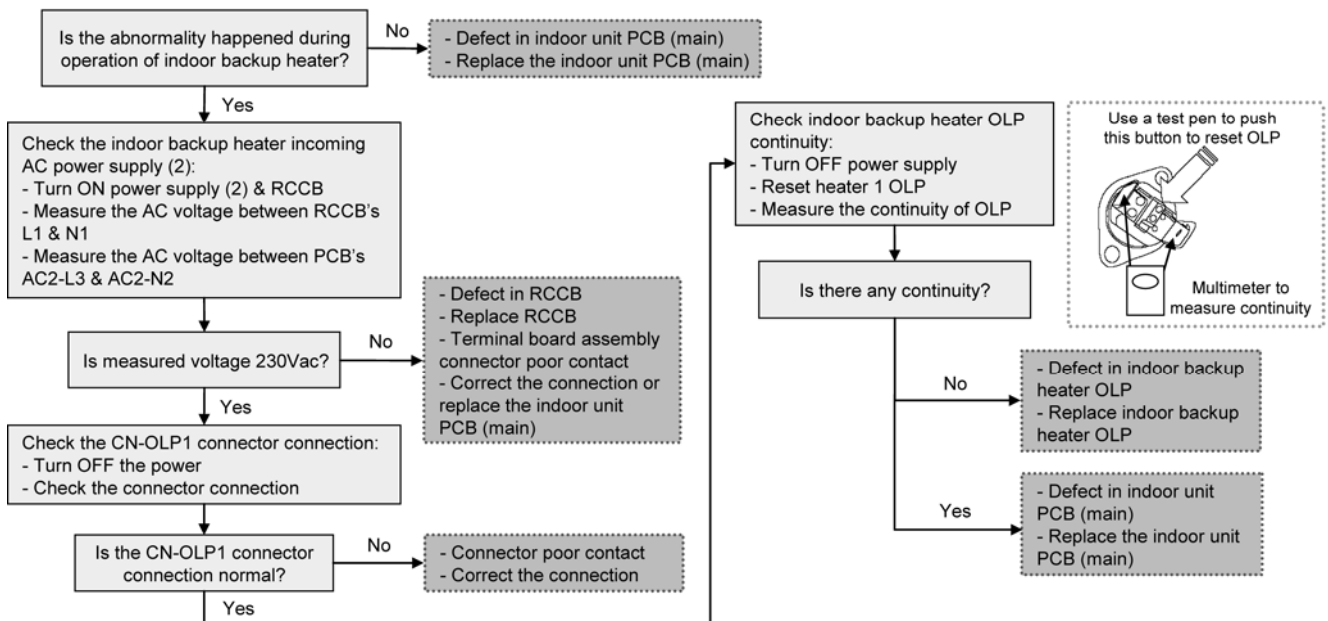 Is the abnormality happened during
operation of indoor backup heater?
No
- Defect in indoor unit PCB (main)
- Replace the indoor unit PCB (main)
Yes
Check the indoor backup heater incoming
AC power supply (2):
- Turn ON power supply (2) & RCCB
- Measure the AC voltage between RCCB's
L1 & N1
- Measure the AC voltage between PCB's
AC2-L3 & AC2-N2
Is measured voltage 230Vac?
No
- Defect in RCCB
- Replace RCCB
- Terminal board assembly
connector poor contact
- Correct the connection or
replace the indoor unit
PCB (main)
Yes
Check the CN-OLP1 connector connection:
- Turn OFF the power
- Check the connector connection
Is the CN-OLP1 connector
connection normal?
No
- Connector poor contact
- Correct the connection
Yes
Check indoor backup heater OLP
continuity:
- Turn OFF power supply
- Reset heater 1 OLP
- Measure the continuity of OLP
Use a test pen to push
this button to reset OLP
Multimeter to
measure continuity
Is there any continuity?
No
- Defect in indoor backup
heater OLP
- Replace indoor backup
heater OLP
Yes
- Defect in indoor unit
PCB (main)
- Replace the indoor unit
PCB (main)